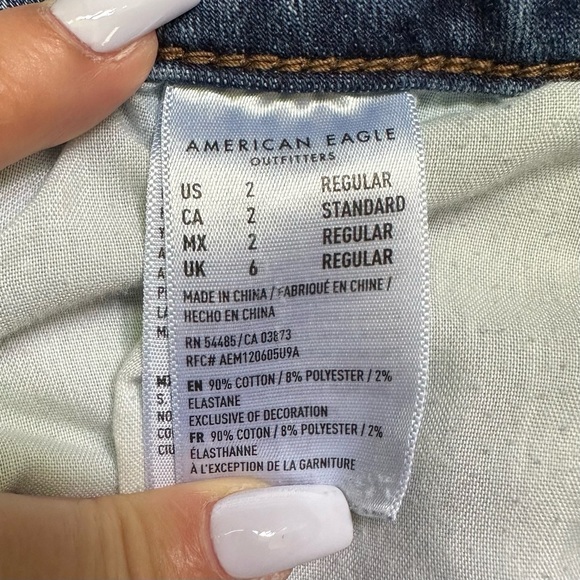 AMERICAN EAGLE
OUTFITTERS
US 2 REGULAR
CA 2 STANDARD
MX 2 REGULAR
UK 6 REGULAR
MADE IN CHINA / FABRIQUÉ EN CHINE /
HECHO EN CHINA
RN 54485/CA 03873
RFC# AEM120605U9A
EN 90% COTTON / 8% POLYESTER / 2%
ELASTANE
EXCLUSIVE OF DECORATION
FR 90% COTON / 8% POLYESTER / 2%
ÉLASTHANNE
À L'EXCEPTION DE LA GARNITURE